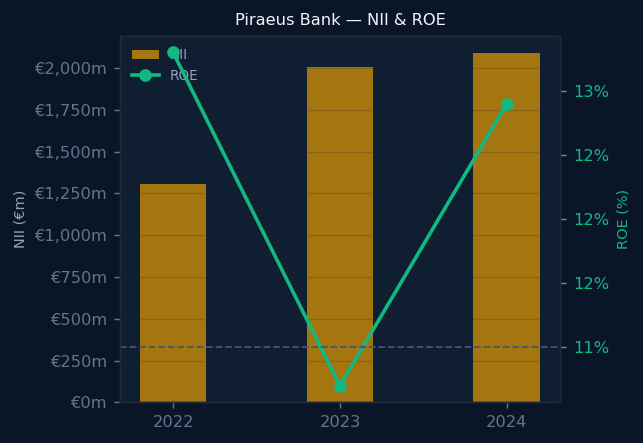 Piraeus Bank — NII & ROE
NII
ROE
€2,000m
€1,750m
€1,500m
€1,250m
€1,000m
€750m
€500m
€250m
€0m
NII (€m)
13%
12%
12%
12%
11%
ROE (%)
2022
2023
2024